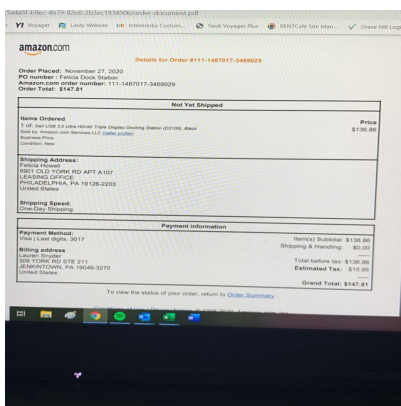 Voyager Lindy Website Intermedia Custom... Yardi Voyager Plus RENTCafé Site Man... Grave Hill Logi
amazon.com
Details for Order #111-1487017-3469029
Order Placed: November 27, 2020
PO number : Felicia Dock Station
Amazon.com order number: 111-1487017-3469029
Order Total: $147.81
Not Yet Shipped
Items Ordered Price
1 of: Dell USB 3.0 Ultra HD/4K Triple Display Docking Station (D3100), Black $136.86
Sold by: Amazon.com Services LLC (seller profile)
Business Price
Condition: New
Shipping Address:
Felicia Howell
6901 OLD YORK RD APT A107
LEASING OFFICE
PHILADELPHIA, PA 19126-2203
United States
Shipping Speed:
One-Day Shipping
Payment information
Payment Method:
Visa | Last digits: 3017
Item(s) Subtotal: $136.86
Shipping & Handling: $0.00
Billing address
Lauren Snyder
309 YORK RD STE 211
JENKINTOWN, PA 19046-3270
United States
Total before tax: $136.86
Estimated Tax: $10.95
Grand Total: $147.81
To view the status of your order, return to Order Summary.